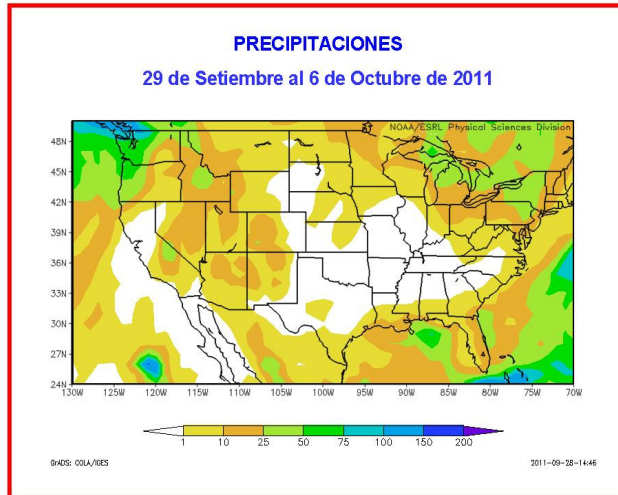 PRECIPITACIONES
29 de Setiembre al 6 de Octubre de 2011
NOAA/ESRL Physical Sciences Division
48N
45N
42N
39N
36N
33N
30N
27N
24N
130W 125W 120W 115W 110W 105W 100W 95W 90W 85W 80W 75W 70W
1 10 25 50 75 100 150 200
GrADS: COLA/IGES 2011-09-28-14:46